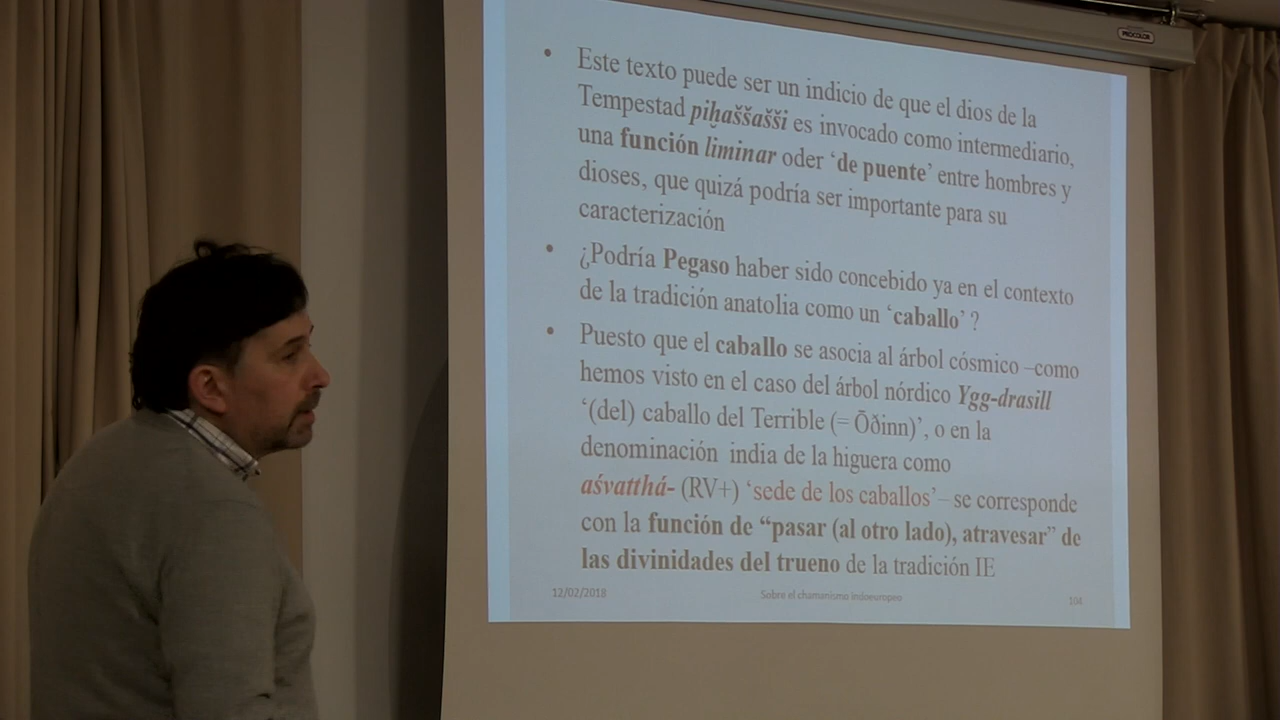 PROCOLOR
• Este texto puede ser un indicio de que el dios de la
Tempestad piḫaššašši es invocado como intermediario,
una función liminar oder ‘de puente’ entre hombres y
dioses, que quizá podría ser importante para su
caracterización
• ¿Podría Pegaso haber sido concebido ya en el contexto
de la tradición anatolia como un ‘caballo’ ?
• Puesto que el caballo se asocia al árbol cósmico –como
hemos visto en el caso del árbol nórdico Ygg-drasill
‘(del) caballo del Terrible (= Ōðinn)’, o en la
denominación india de la higuera como
aśvatthá- (RV+) ‘sede de los caballos’– se corresponde
con la función de “pasar (al otro lado), atravesar” de
las divinidades del trueno de la tradición IE
12/02/2018 Sobre el chamanismo indoeuropeo 104